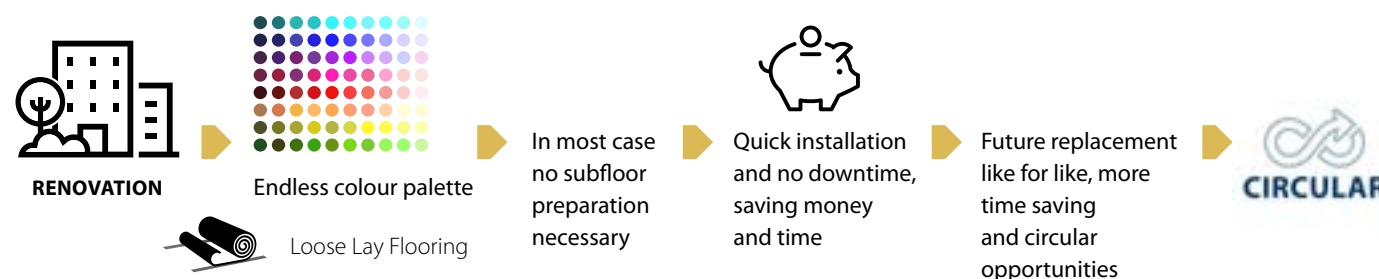 RENOVATION
Endless colour palette
Loose Lay Flooring
In most case
no subfloor
preparation
necessary
Quick installation
and no downtime,
saving money
and time
Future replacement
like for like, more
time saving
and circular
opportunities
CIRCULAR